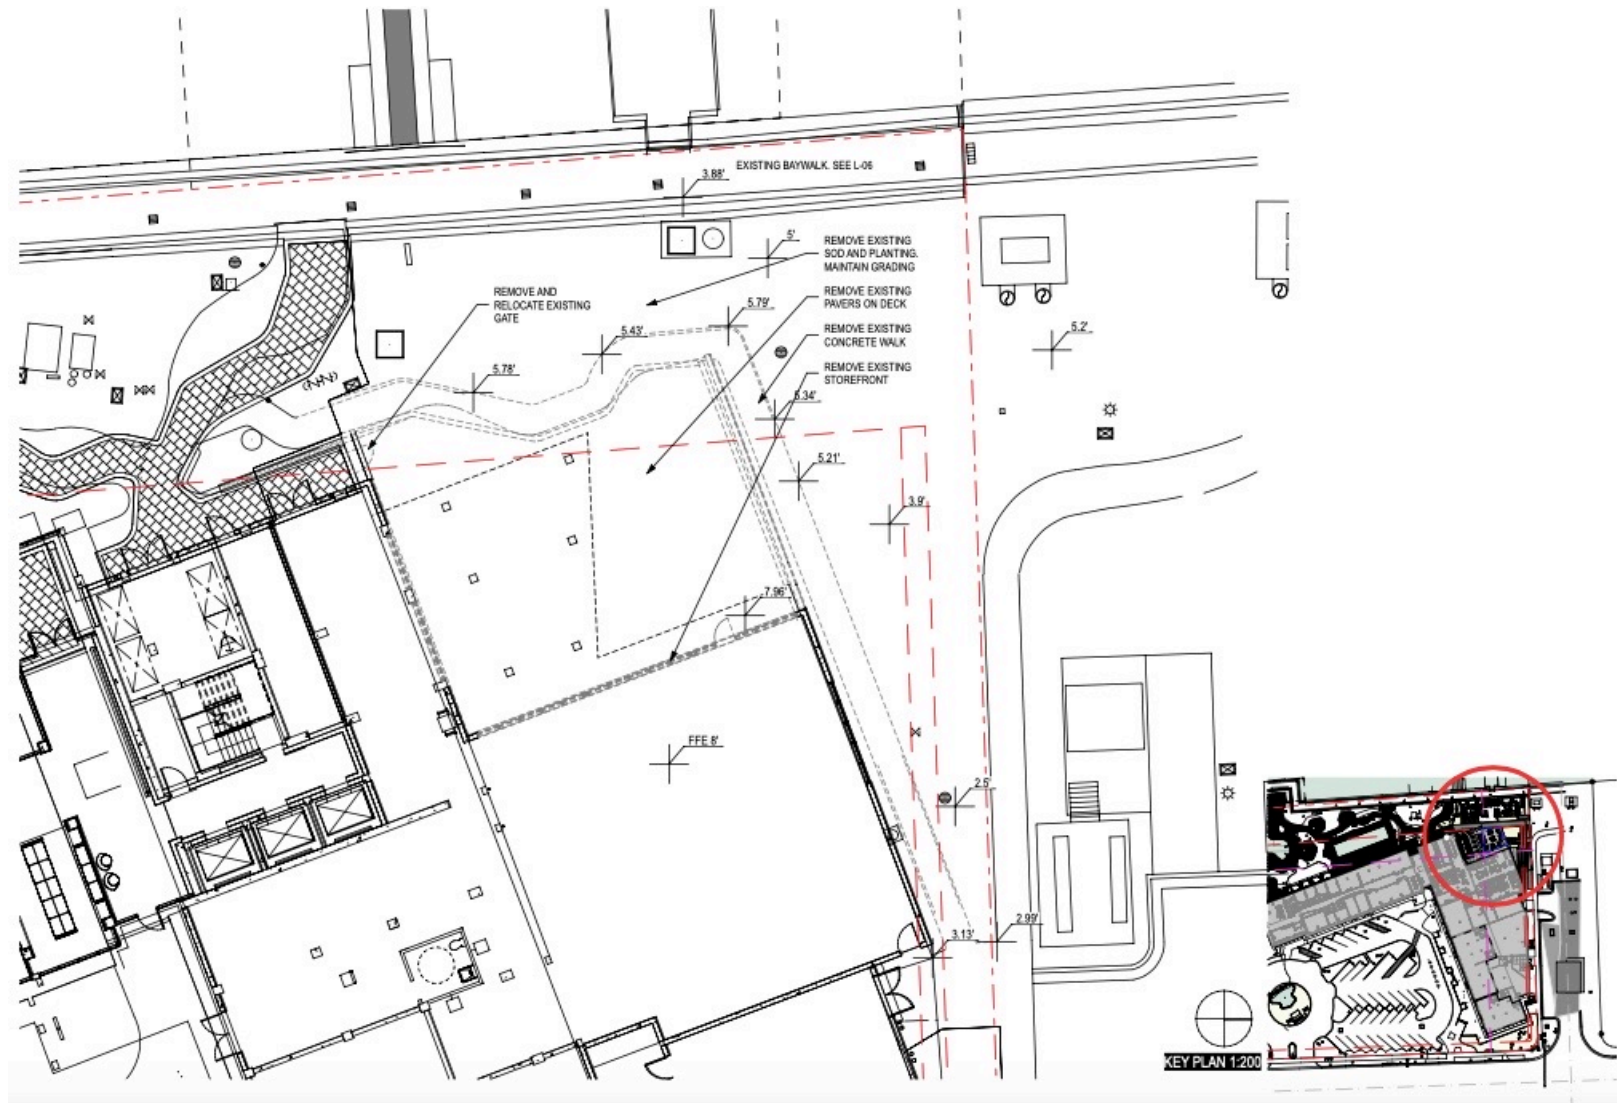 EXISTING BAYWALK. SEE L-06
3.88'
5'
REMOVE EXISTING
SOD AND PLANTING.
MAINTAIN GRADING
REMOVE AND
RELOCATE EXISTING
GATE
REMOVE EXISTING
PAVERS ON DECK
5.79'
5.43'
REMOVE EXISTING
CONCRETE WALK
5.2'
5.78'
REMOVE EXISTING
STOREFRONT
5.34'
5.21'
3.9'
7.96'
FFE 8'
2.5'
2.99'
3.13'
KEY PLAN 1:200